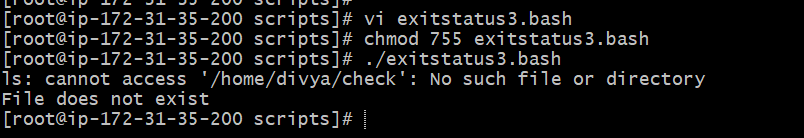 [root@ip-172-31-35-200 scripts]# vi exitstatus3.bash
[root@ip-172-31-35-200 scripts]# chmod 755 exitstatus3.bash
[root@ip-172-31-35-200 scripts]# ./exitstatus3.bash
ls: cannot access '/home/divya/check': No such file or directory
File does not exist
[root@ip-172-31-35-200 scripts]#